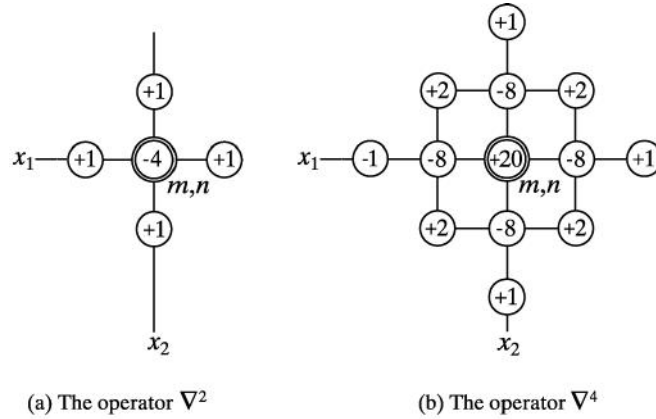 +1
+1
+2
-8
+2
x₁
+1
-4
+1
x₁
-1
-8
+20
-8
+1
m,n
m,n
+1
+2
-8
+2
+1
x₂
x₂
(a) The operator ∇²
(b) The operator ∇⁴